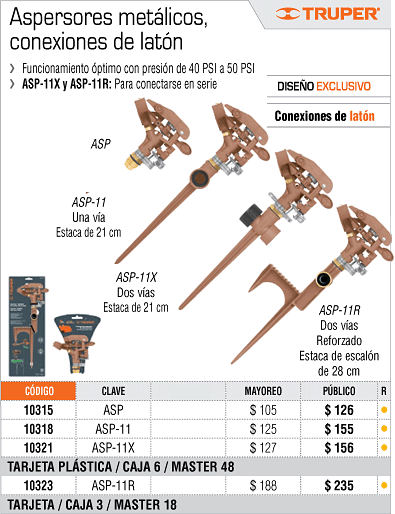 Aspersores metálicos,
conexiones de latón
TRUPER®
› Funcionamiento óptimo con presión de 40 PSI a 50 PSI
› ASP-11X y ASP-11R: Para conectarse en serie
DISEÑO EXCLUSIVO
Conexiones de latón
ASP
ASP-11
Una vía
Estaca de 21 cm
ASP-11X
Dos vías
Estaca de 21 cm
ASP-11R
Dos vías
Reforzado
Estaca de escalón
de 28 cm
CÓDIGO CLAVE MAYOREO PÚBLICO R
10315 ASP $ 105 $ 126
10318 ASP-11 $ 125 $ 155
10321 ASP-11X $ 127 $ 156
TARJETA PLÁSTICA / CAJA 6 / MASTER 48
10323 ASP-11R $ 188 $ 235
TARJETA / CAJA 3 / MASTER 18